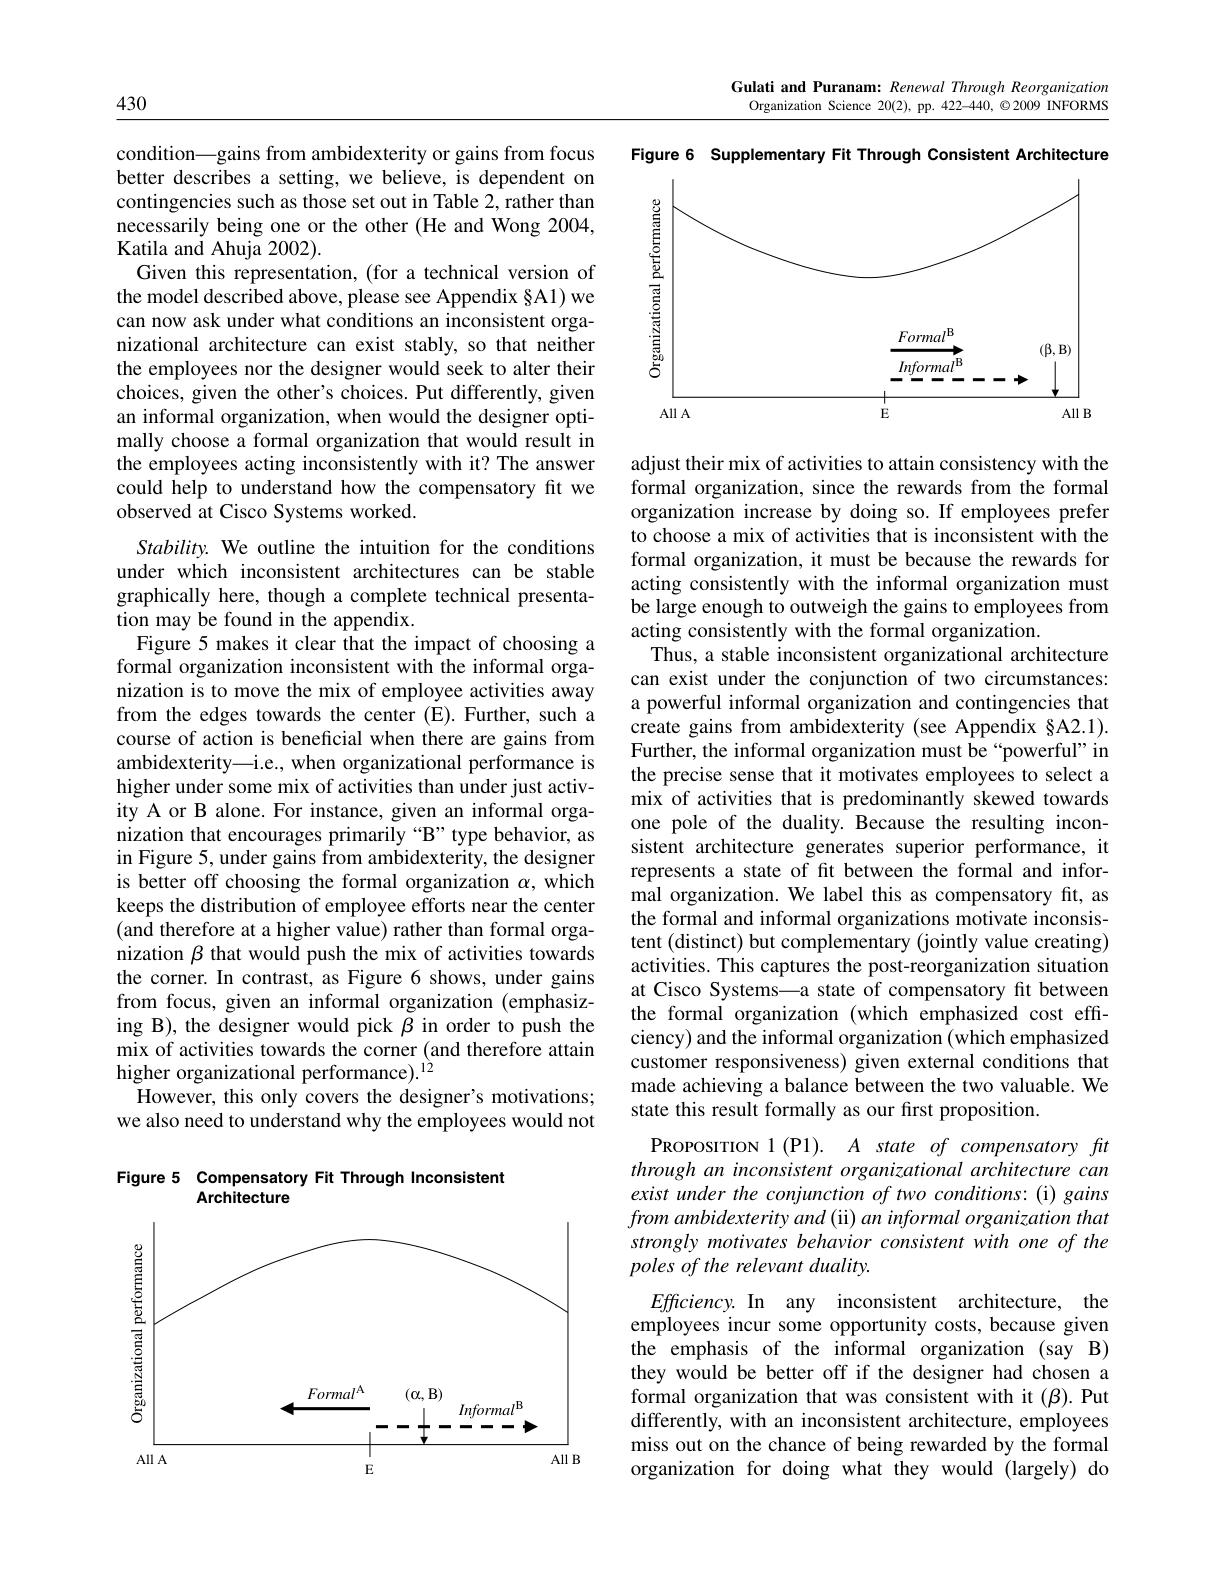 430
Gulati and Puranam: Renewal Through Reorganization
Organization Science 20(2), pp. 422–440, © 2009 INFORMS
condition—gains from ambidexterity or gains from focus
better describes a setting, we believe, is dependent on
contingencies such as those set out in Table 2, rather than
necessarily being one or the other (He and Wong 2004,
Katila and Ahuja 2002).
Given this representation, (for a technical version of
the model described above, please see Appendix §A1) we
can now ask under what conditions an inconsistent orga-
nizational architecture can exist stably, so that neither
the employees nor the designer would seek to alter their
choices, given the other's choices. Put differently, given
an informal organization, when would the designer opti-
mally choose a formal organization that would result in
the employees acting inconsistently with it? The answer
could help to understand how the compensatory fit we
observed at Cisco Systems worked.
Stability. We outline the intuition for the conditions
under which inconsistent architectures can be stable
graphically here, though a complete technical presenta-
tion may be found in the appendix.
Figure 5 makes it clear that the impact of choosing a
formal organization inconsistent with the informal orga-
nization is to move the mix of employee activities away
from the edges towards the center (E). Further, such a
course of action is beneficial when there are gains from
ambidexterity—i.e., when organizational performance is
higher under some mix of activities than under just activ-
ity A or B alone. For instance, given an informal orga-
nization that encourages primarily “B” type behavior, as
in Figure 5, under gains from ambidexterity, the designer
is better off choosing the formal organization α, which
keeps the distribution of employee efforts near the center
(and therefore at a higher value) rather than formal orga-
nization β that would push the mix of activities towards
the corner. In contrast, as Figure 6 shows, under gains
from focus, given an informal organization (emphasiz-
ing B), the designer would pick β in order to push the
mix of activities towards the corner (and therefore attain
higher organizational performance).12
However, this only covers the designer's motivations;
we also need to understand why the employees would not
Figure 5 Compensatory Fit Through Inconsistent
Architecture
Organizational performance
FormalA
(α, B)
InformalB
All A
E
All B
Figure 6 Supplementary Fit Through Consistent Architecture
Organizational performance
FormalB
InformalB
(β, B)
All A
E
All B
adjust their mix of activities to attain consistency with the
formal organization, since the rewards from the formal
organization increase by doing so. If employees prefer
to choose a mix of activities that is inconsistent with the
formal organization, it must be because the rewards for
acting consistently with the informal organization must
be large enough to outweigh the gains to employees from
acting consistently with the formal organization.
Thus, a stable inconsistent organizational architecture
can exist under the conjunction of two circumstances:
a powerful informal organization and contingencies that
create gains from ambidexterity (see Appendix §A2.1).
Further, the informal organization must be “powerful” in
the precise sense that it motivates employees to select a
mix of activities that is predominantly skewed towards
one pole of the duality. Because the resulting incon-
sistent architecture generates superior performance, it
represents a state of fit between the formal and infor-
mal organization. We label this as compensatory fit, as
the formal and informal organizations motivate inconsis-
tent (distinct) but complementary (jointly value creating)
activities. This captures the post-reorganization situation
at Cisco Systems—a state of compensatory fit between
the formal organization (which emphasized cost effi-
ciency) and the informal organization (which emphasized
customer responsiveness) given external conditions that
made achieving a balance between the two valuable. We
state this result formally as our first proposition.
Proposition 1 (P1). A state of compensatory fit
through an inconsistent organizational architecture can
exist under the conjunction of two conditions: (i) gains
from ambidexterity and (ii) an informal organization that
strongly motivates behavior consistent with one of the
poles of the relevant duality.
Efficiency. In any inconsistent architecture, the
employees incur some opportunity costs, because given
the emphasis of the informal organization (say B)
they would be better off if the designer had chosen a
formal organization that was consistent with it (β). Put
differently, with an inconsistent architecture, employees
miss out on the chance of being rewarded by the formal
organization for doing what they would (largely) do